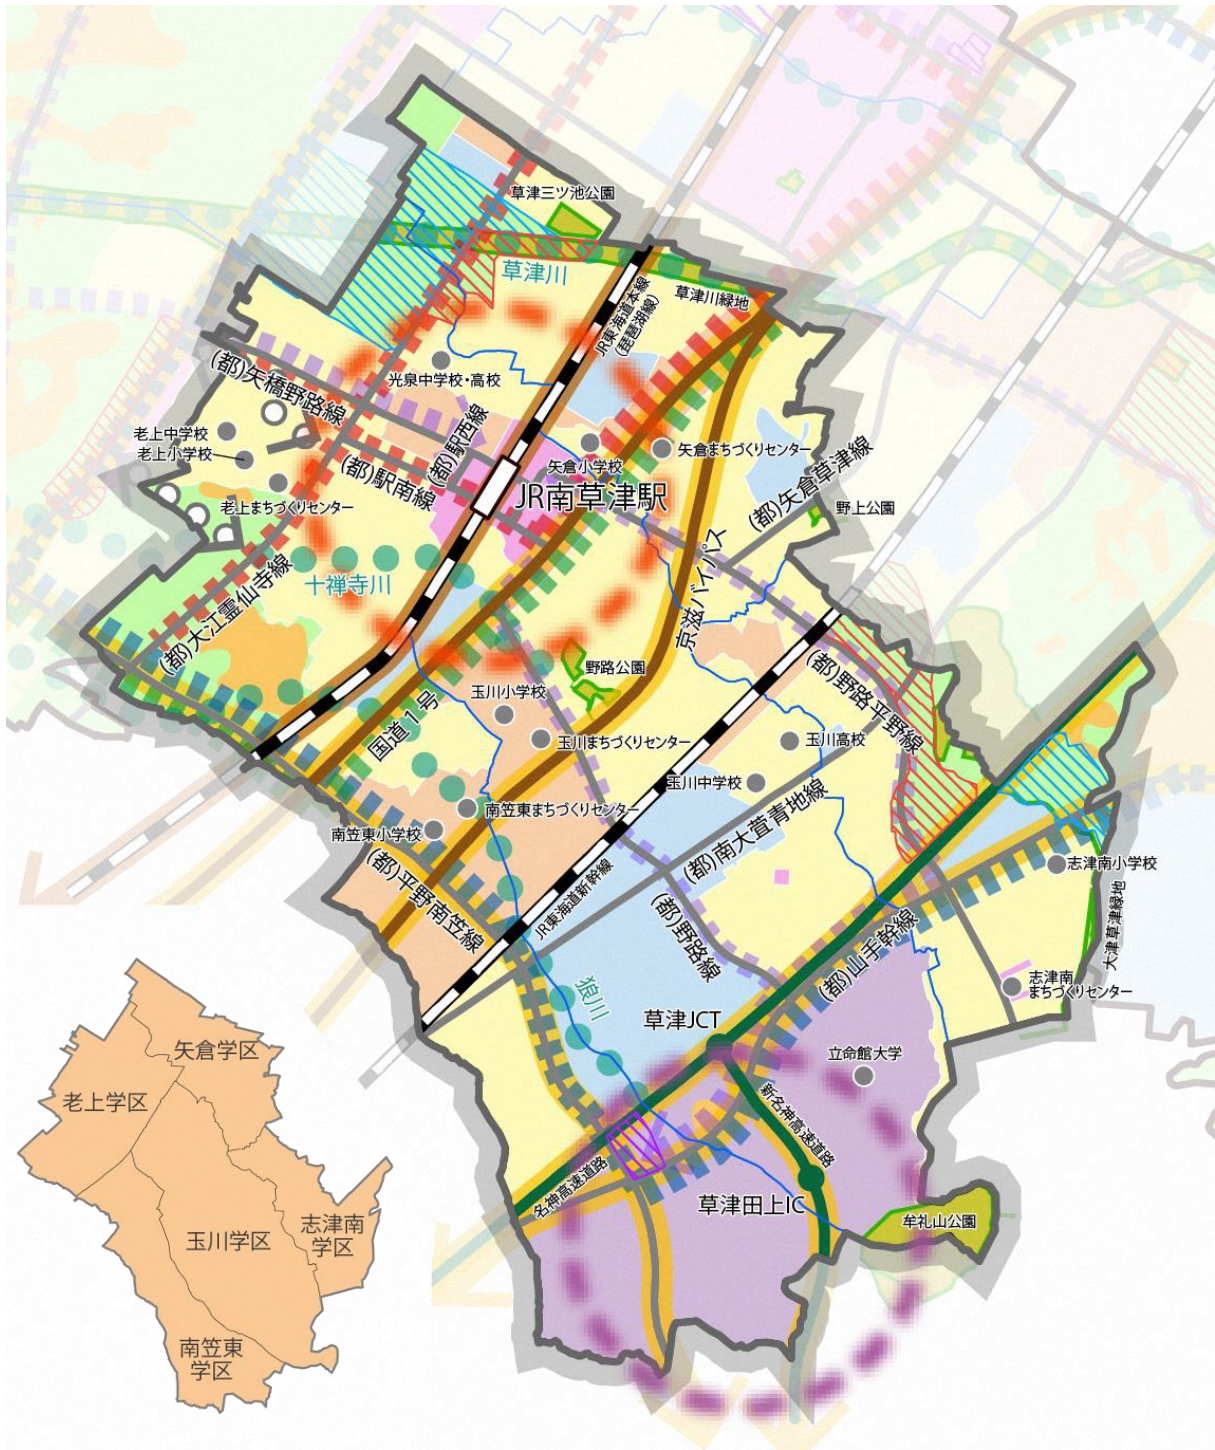 草津三ツ池公園
草津川
JR東海道本線
(琵琶湖線)
草津川緑地
(都)矢橋野路線
光泉中学校・高校
(都)駅西線
老上中学校
老上小学校
(都)駅南線
老上まちづくりセンター
矢倉小学校
矢倉まちづくりセンター
JR南草津駅
(都)矢倉草津線
野上公園
京滋バイパス
十禅寺川
(都)大江霊仙寺線
野路公園
玉川小学校
国道1号
玉川まちづくりセンター
(都)野路平野線
玉川高校
玉川中学校
南笠東まちづくりセンター
南笠東小学校
(都)平野南笠線
(都)南大萱青地線
JR東海道新幹線
(都)野路線
志津南小学校
大津草津緑地
(都)山手幹線
志津南
まちづくりセンター
狼川
草津JCT
立命館大学
新名神高速道路
名神高速道路
草津田上IC
牟礼山公園
矢倉学区
老上学区
玉川学区
志津南
学区
南笠東
学区